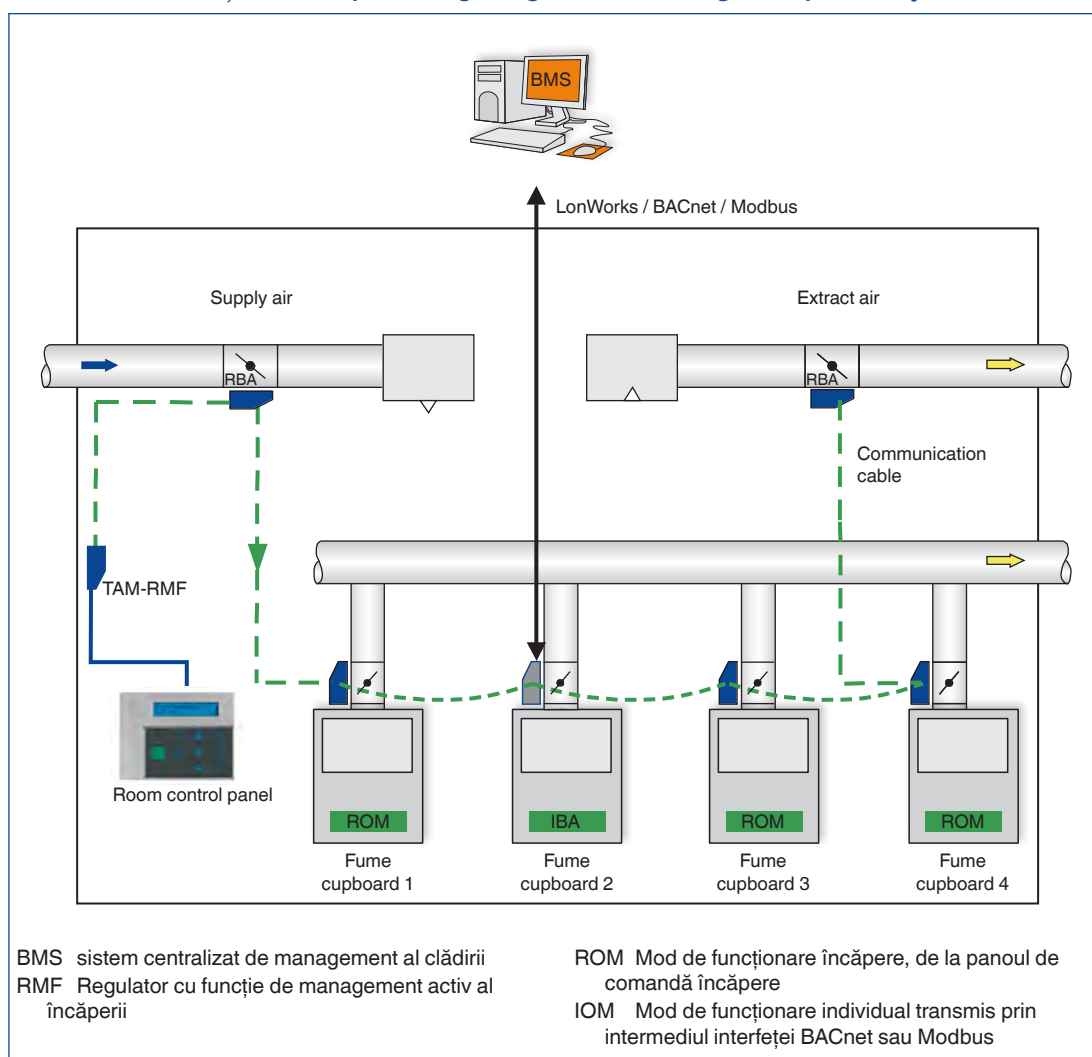 BMS
LonWorks / BACnet / Modbus
Supply air
Extract air
RBA
RBA
Communication
cable
TAM-RMF
Room control panel
ROM
IBA
ROM
ROM
Fume
cupboard 1
Fume
cupboard 2
Fume
cupboard 3
Fume
cupboard 4
BMS sistem centralizat de management al clădirii
RMF Regulator cu funcție de management activ al
încăperii
ROM Mod de funcționare încăpere, de la panoul de
comandă încăpere
IOM Mod de funcționare individual transmis prin
intermediul interfeței BACnet sau Modbus